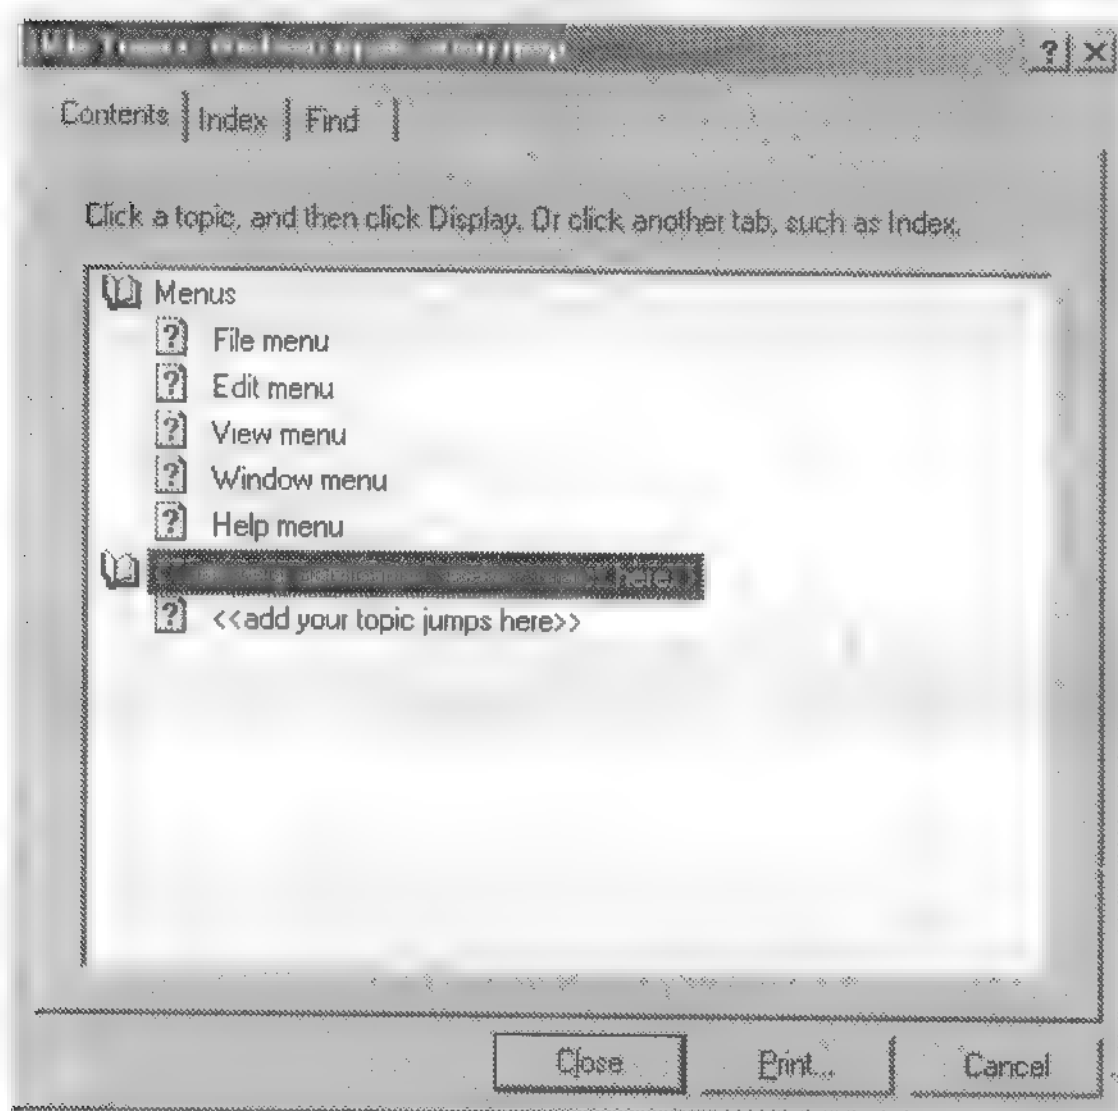 Contents Index Find
Click a topic, and then click Display. Or click another tab, such as Index.
Menus
File menu
Edit menu
View menu
Window menu
Help menu
here
<<add your topic jumps here>>
Close Print... Cancel